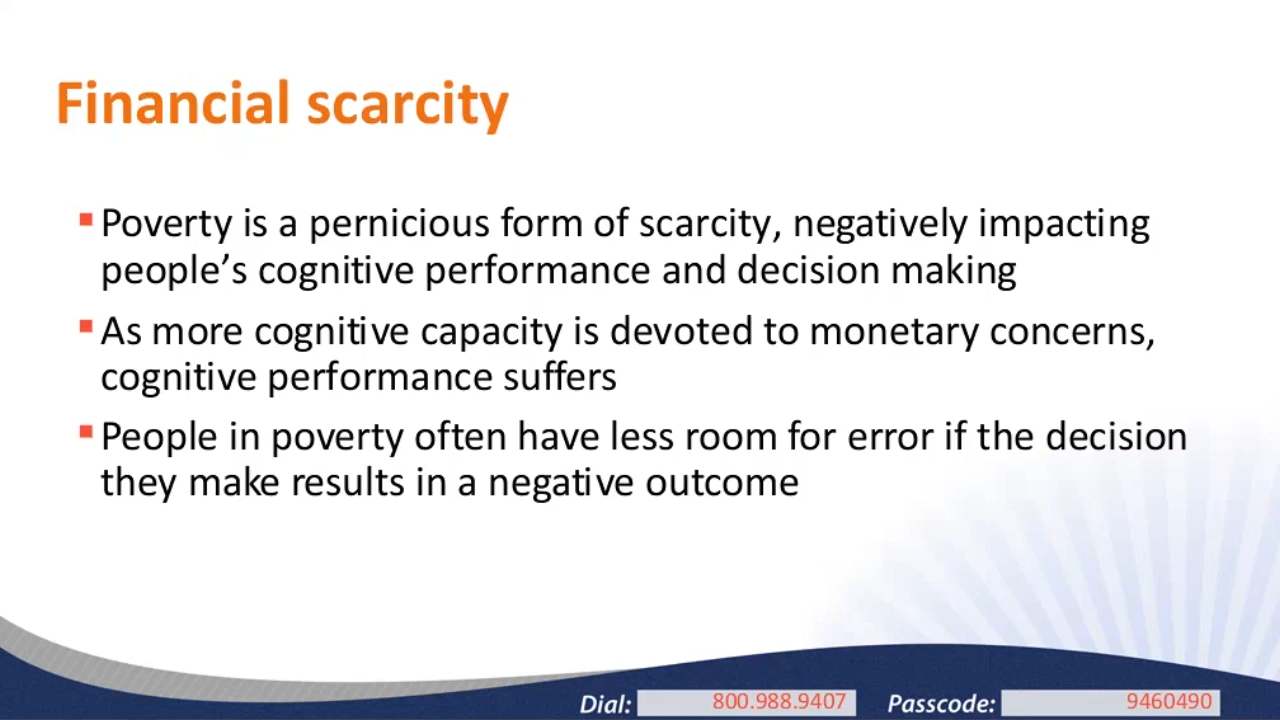 Financial scarcity
▪Poverty is a pernicious form of scarcity, negatively impacting
people’s cognitive performance and decision making
▪As more cognitive capacity is devoted to monetary concerns,
cognitive performance suffers
▪People in poverty often have less room for error if the decision
they make results in a negative outcome
Dial: 800.988.9407 Passcode: 9460490